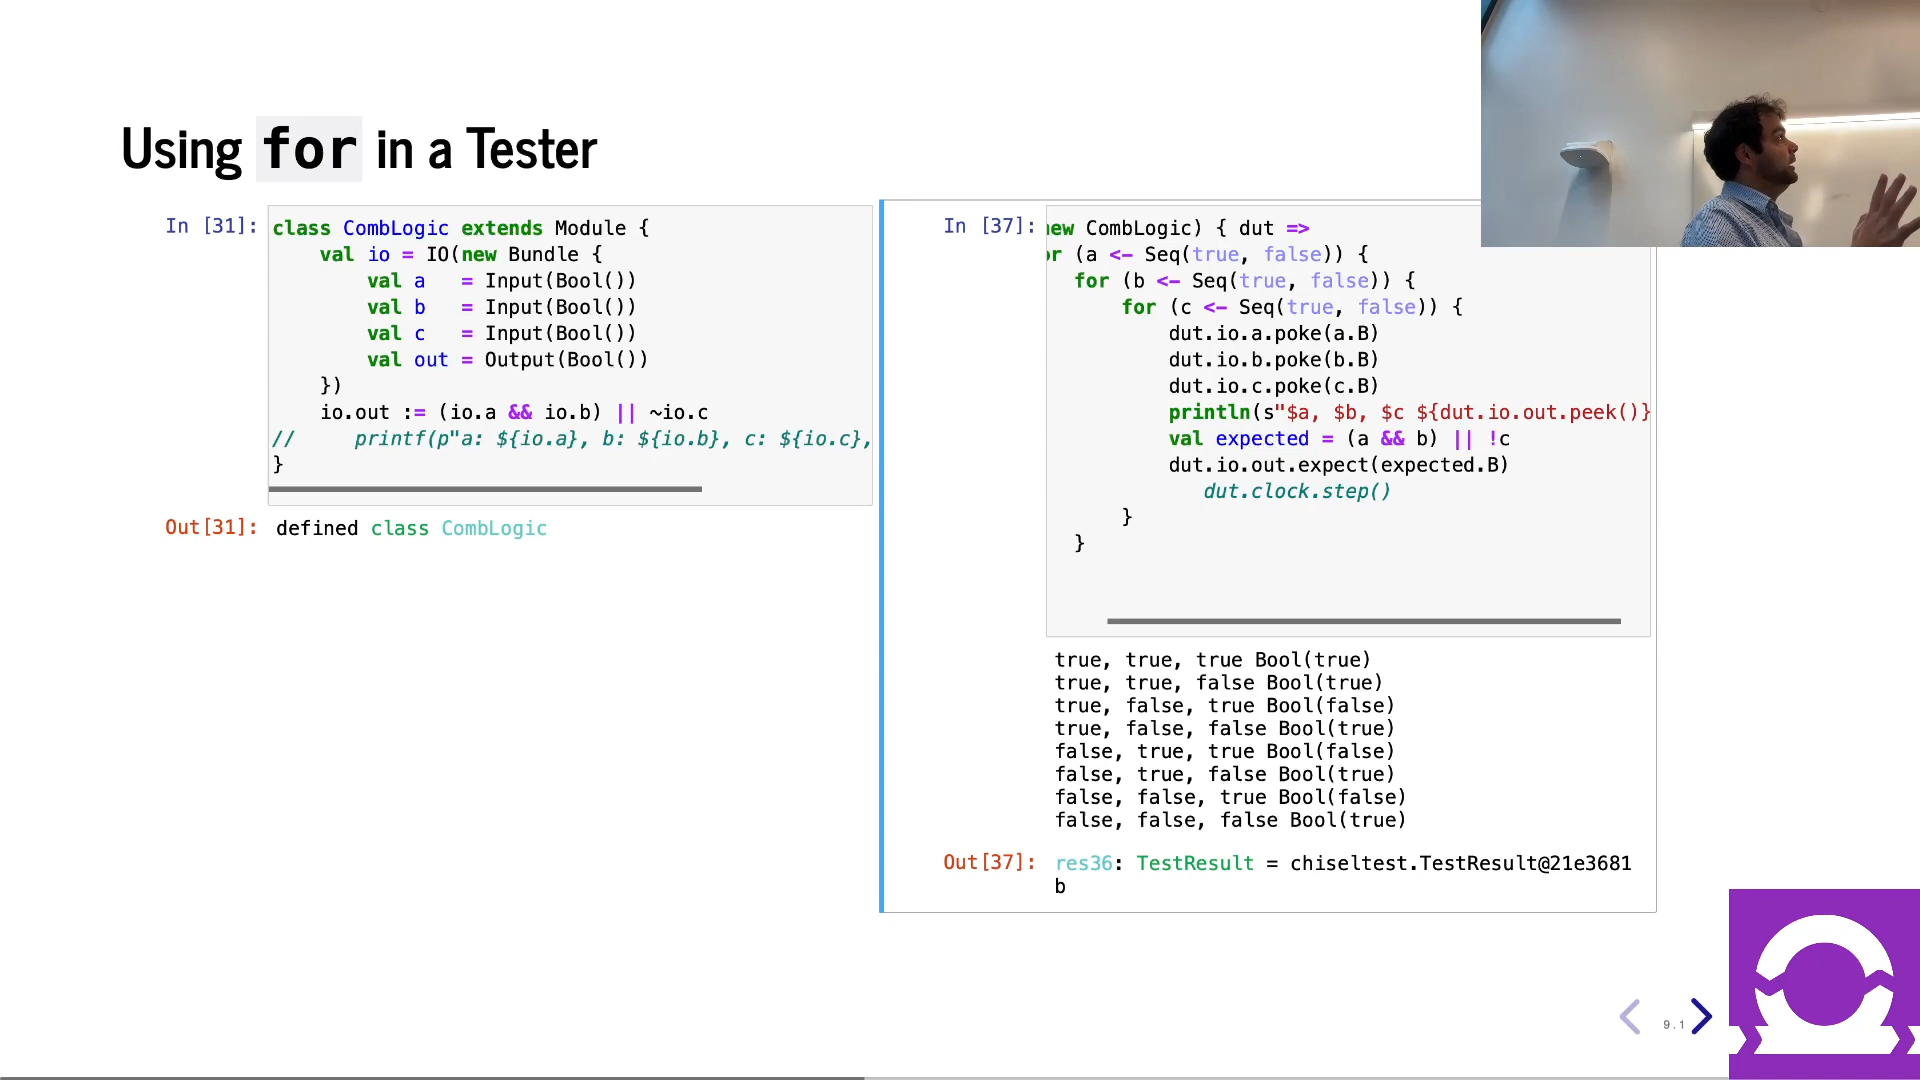 Using for in a Tester
In [31]:
class CombLogic extends Module {
    val io = IO(new Bundle {
        val a   = Input(Bool())
        val b   = Input(Bool())
        val c   = Input(Bool())
        val out = Output(Bool())
    })
    io.out := (io.a && io.b) || ~io.c
//     printf(p"a: ${io.a}, b: ${io.b}, c: ${io.c},
}
Out[31]: defined class CombLogic
In [37]:
new CombLogic) { dut =>
or (a <- Seq(true, false)) {
  for (b <- Seq(true, false)) {
      for (c <- Seq(true, false)) {
          dut.io.a.poke(a.B)
          dut.io.b.poke(b.B)
          dut.io.c.poke(c.B)
          println(s"$a, $b, $c ${dut.io.out.peek()}
          val expected = (a && b) || !c
          dut.io.out.expect(expected.B)
             dut.clock.step()
      }
  }
true, true, true Bool(true)
true, true, false Bool(true)
true, false, true Bool(false)
true, false, false Bool(true)
false, true, true Bool(false)
false, true, false Bool(true)
false, false, true Bool(false)
false, false, false Bool(true)
Out[37]: res36: TestResult = chiseltest.TestResult@21e3681
b
9.1